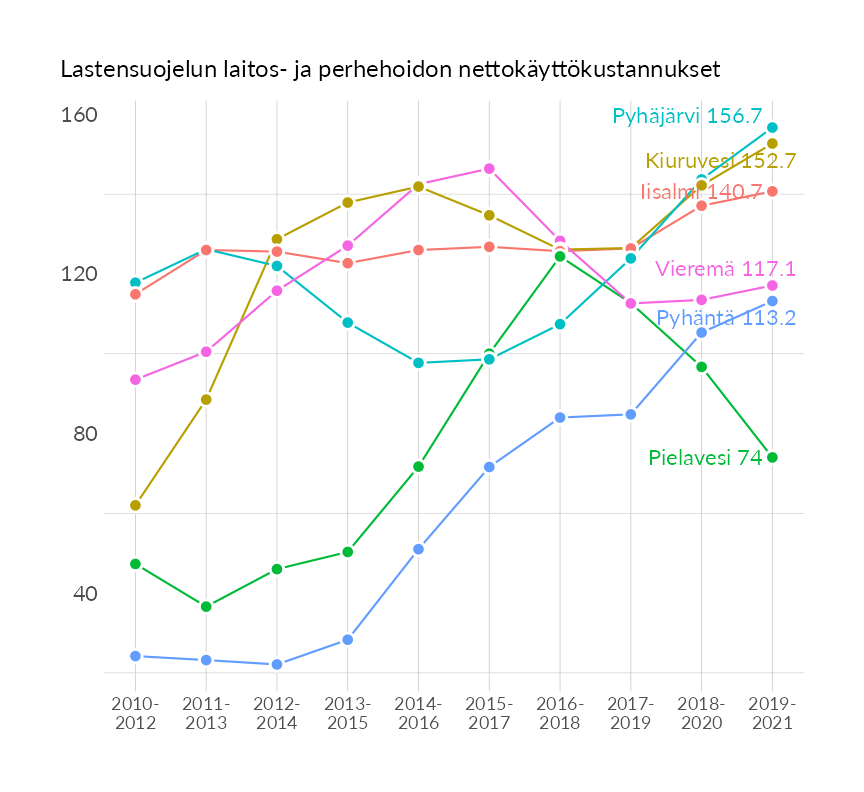 Lastensuojelun laitos- ja perhehoidon nettokäyttökustannukset
160
Pyhäjärvi 156.7
Kiuruvesi 152.7
Iisalmi 140.7
120
Vieremä 117.1
Pyhäntä 113.2
80
Pielavesi 74
40
2010- 2011- 2012- 2013- 2014- 2015- 2016- 2017- 2018- 2019-
2012 2013 2014 2015 2016 2017 2018 2019 2020 2021